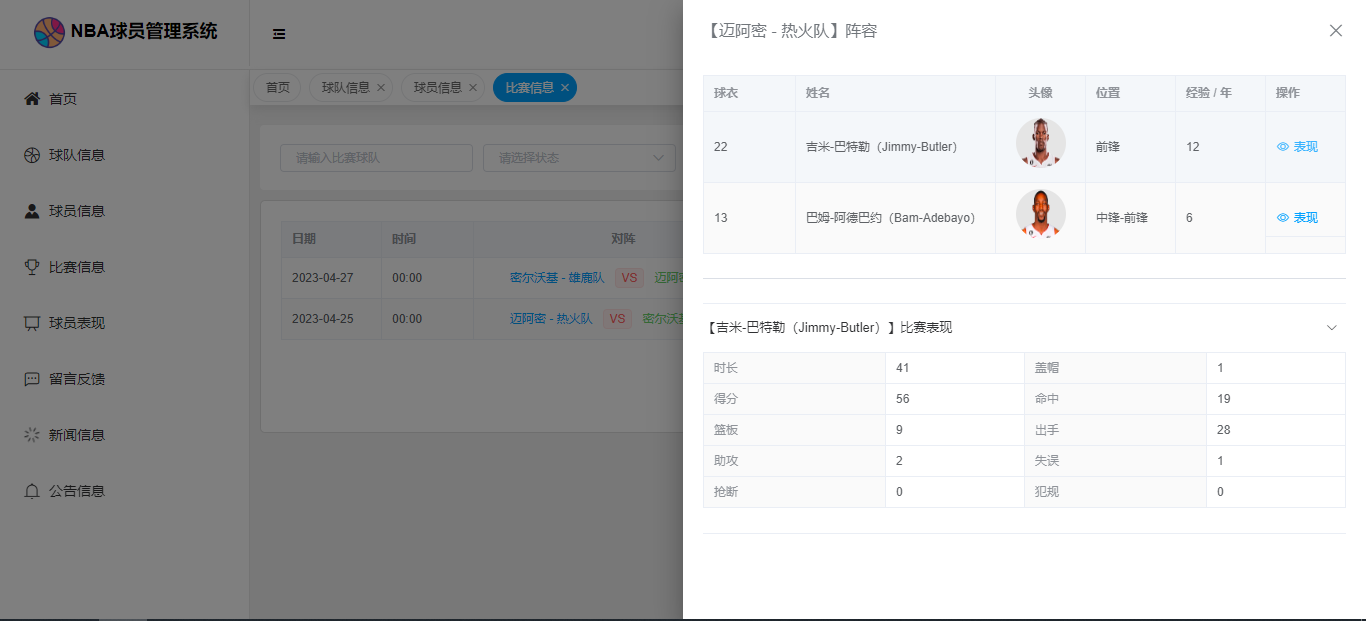 NBA球员管理系统
首页
球队信息
球员信息
比赛信息
球员表现
留言反馈
新闻信息
公告信息
首页 球队信息 球员信息 比赛信息
请输入比赛球队 请选择状态
日期 时间 对阵
2023-04-27 00:00 密尔沃基 - 雄鹿队 VS
2023-04-25 00:00 迈阿密 - 热火队 VS
【迈阿密 - 热火队】阵容
球衣 姓名 头像 位置 经验 / 年 操作
22 吉米-巴特勒（Jimmy-Butler） 前锋 12 表现
13 巴姆-阿德巴约（Bam-Adebayo） 中锋-前锋 6 表现
【吉米-巴特勒（Jimmy-Butler）】比赛表现
时长 41 盖帽 1
得分 56 命中 19
篮板 9 出手 28
助攻 2 失误 1
抢断 0 犯规 0